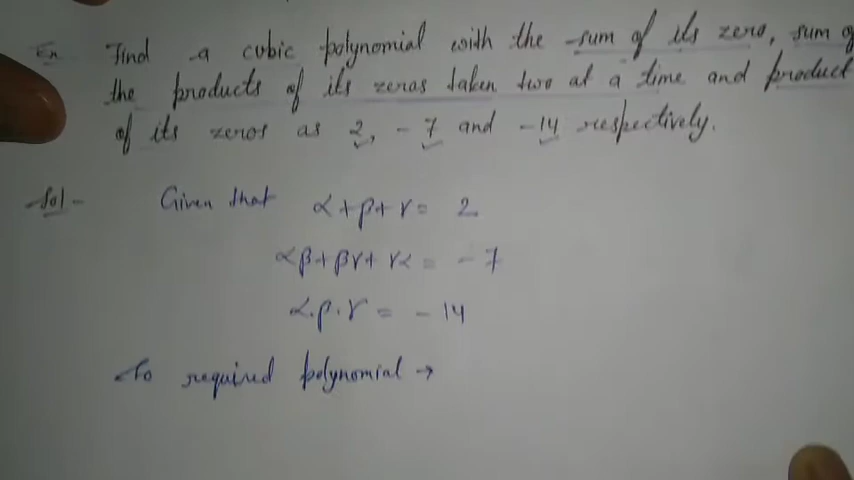 Ex Find a cubic polynomial with the sum of its zero, sum of
the products of its zeros taken two at a time and product
of its zeros as 2, -7 and -14 respectively.
Sol- Given that α+β+γ= 2
αβ+βγ+γα = -7
α.β.γ = -14
So required polynomial →